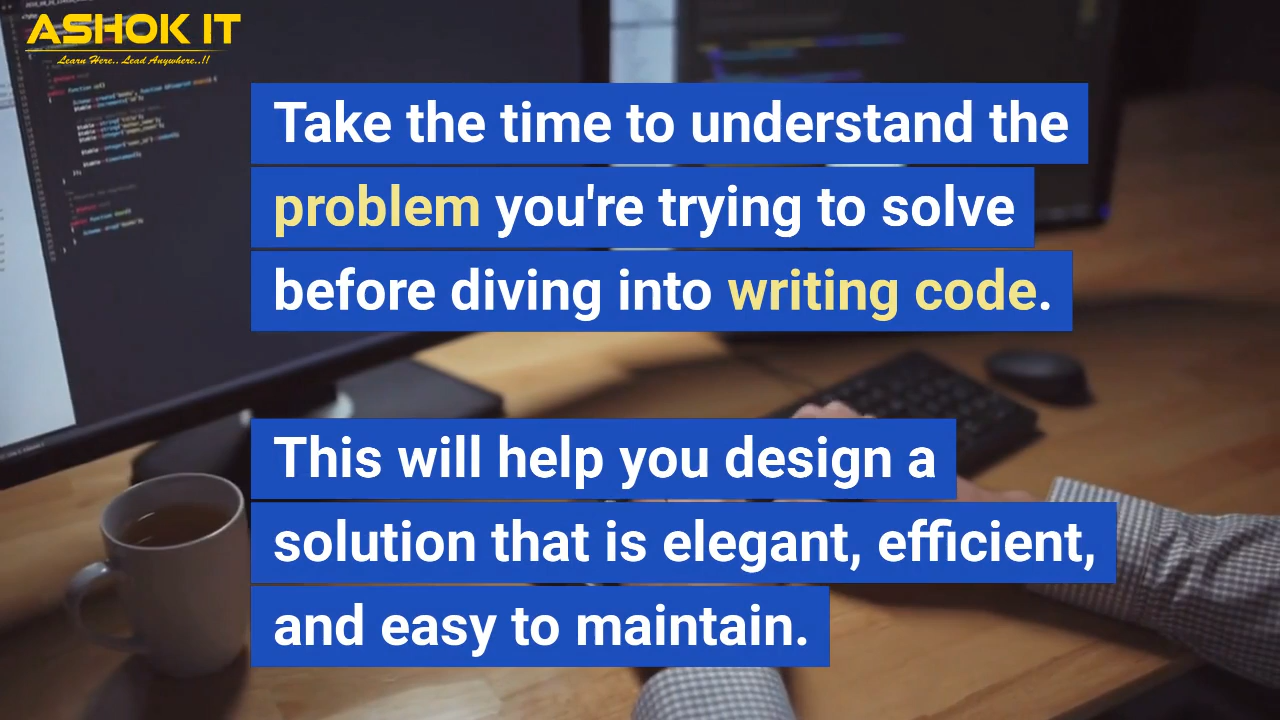 ASHOK IT
Learn Here.. Lead Anywhere..!!
Take the time to understand the
problem you're trying to solve
before diving into writing code.
This will help you design a
solution that is elegant, efficient,
and easy to maintain.